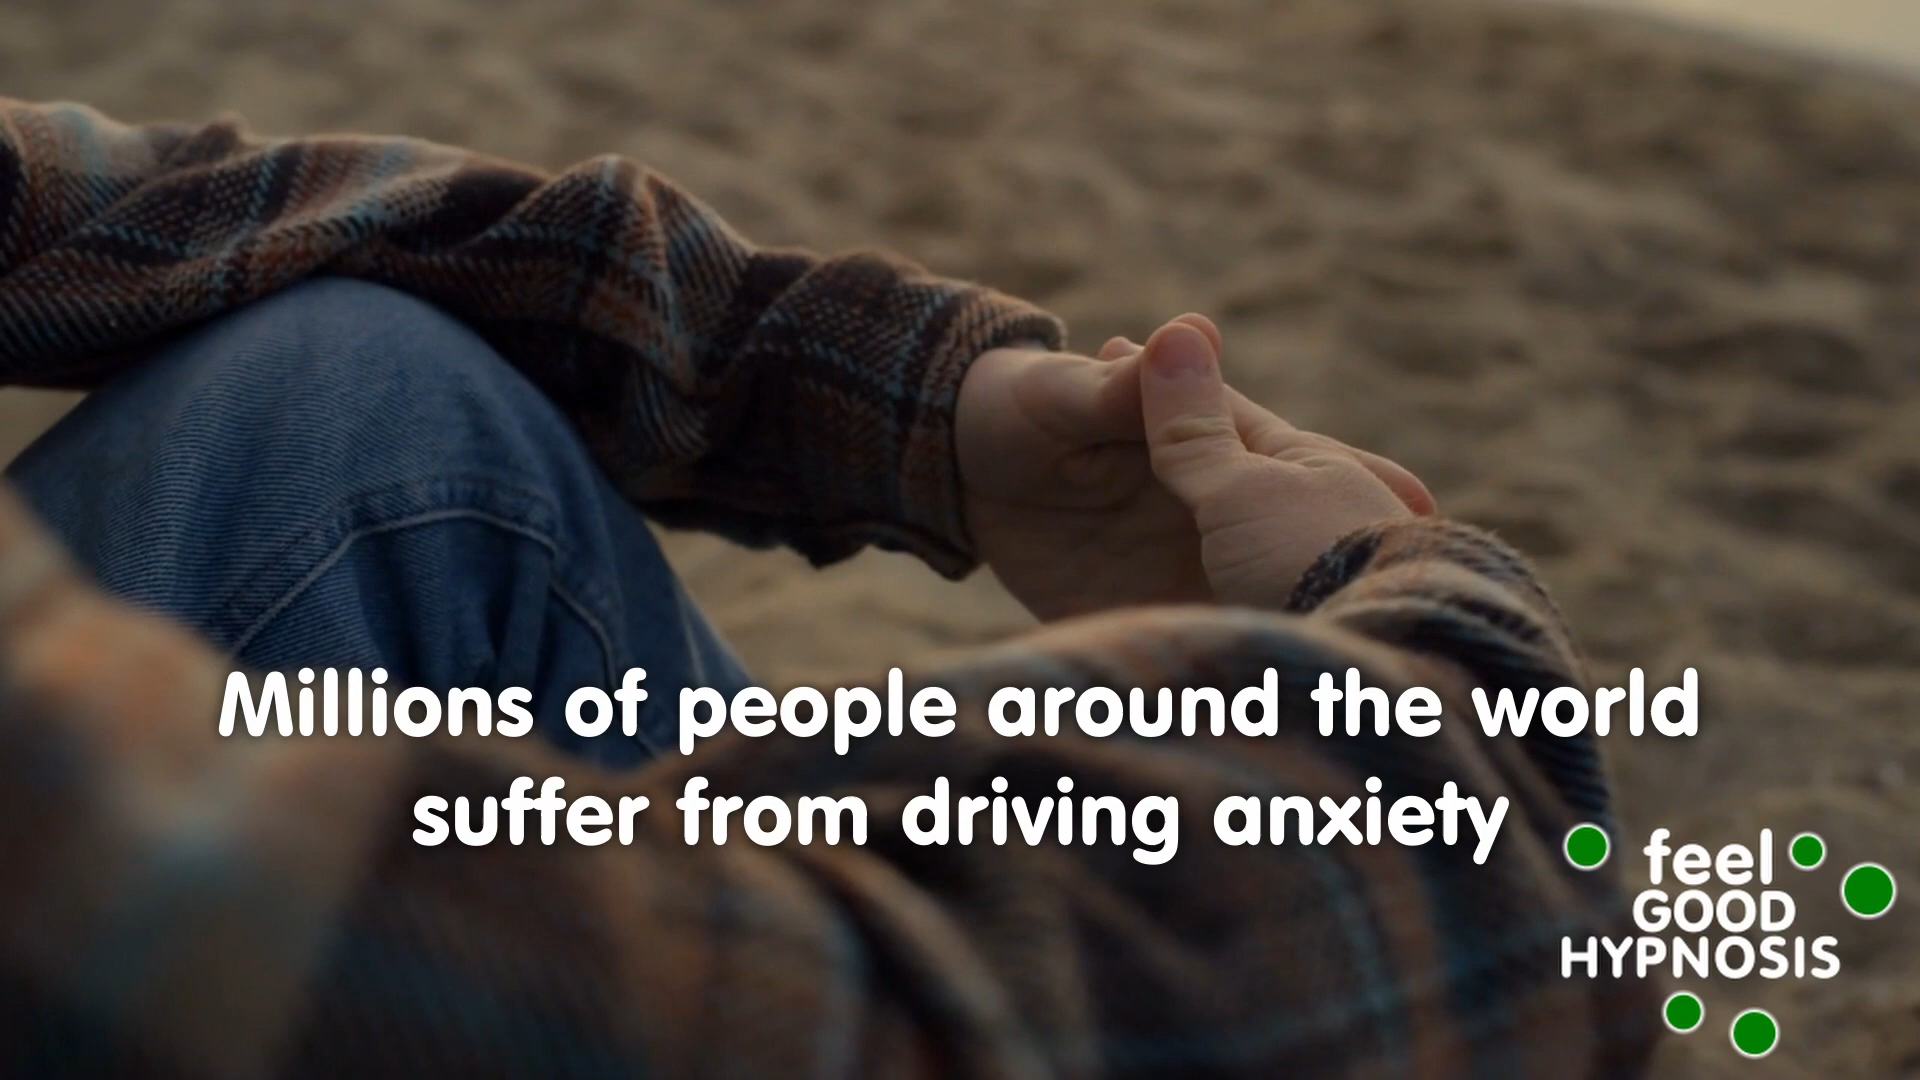 Millions of people around the world
suffer from driving anxiety
feel
GOOD
HYPNOSIS